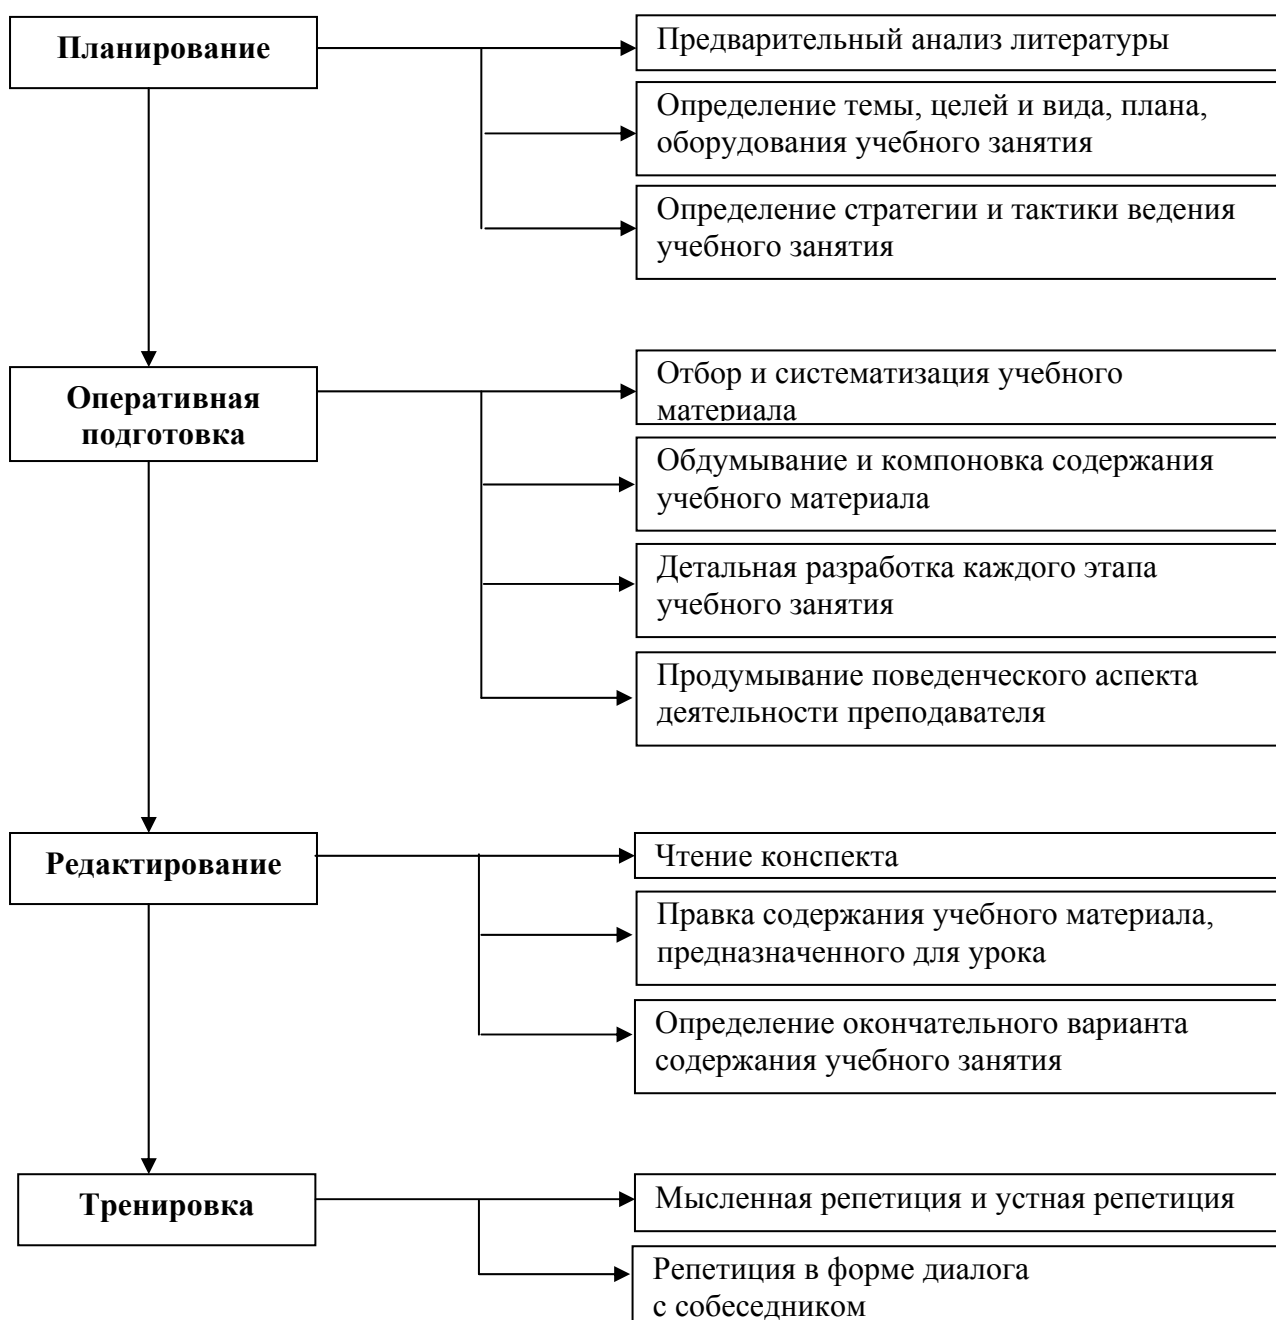 Планирование
Предварительный анализ литературы
Определение темы, целей и вида, плана,
оборудования учебного занятия
Определение стратегии и тактики ведения
учебного занятия
Оперативная
подготовка
Отбор и систематизация учебного
материала
Обдумывание и компоновка содержания
учебного материала
Детальная разработка каждого этапа
учебного занятия
Продумывание поведенческого аспекта
деятельности преподавателя
Редактирование
Чтение конспекта
Правка содержания учебного материала,
предназначенного для урока
Определение окончательного варианта
содержания учебного занятия
Тренировка
Мысленная репетиция и устная репетиция
Репетиция в форме диалога
с собеседником